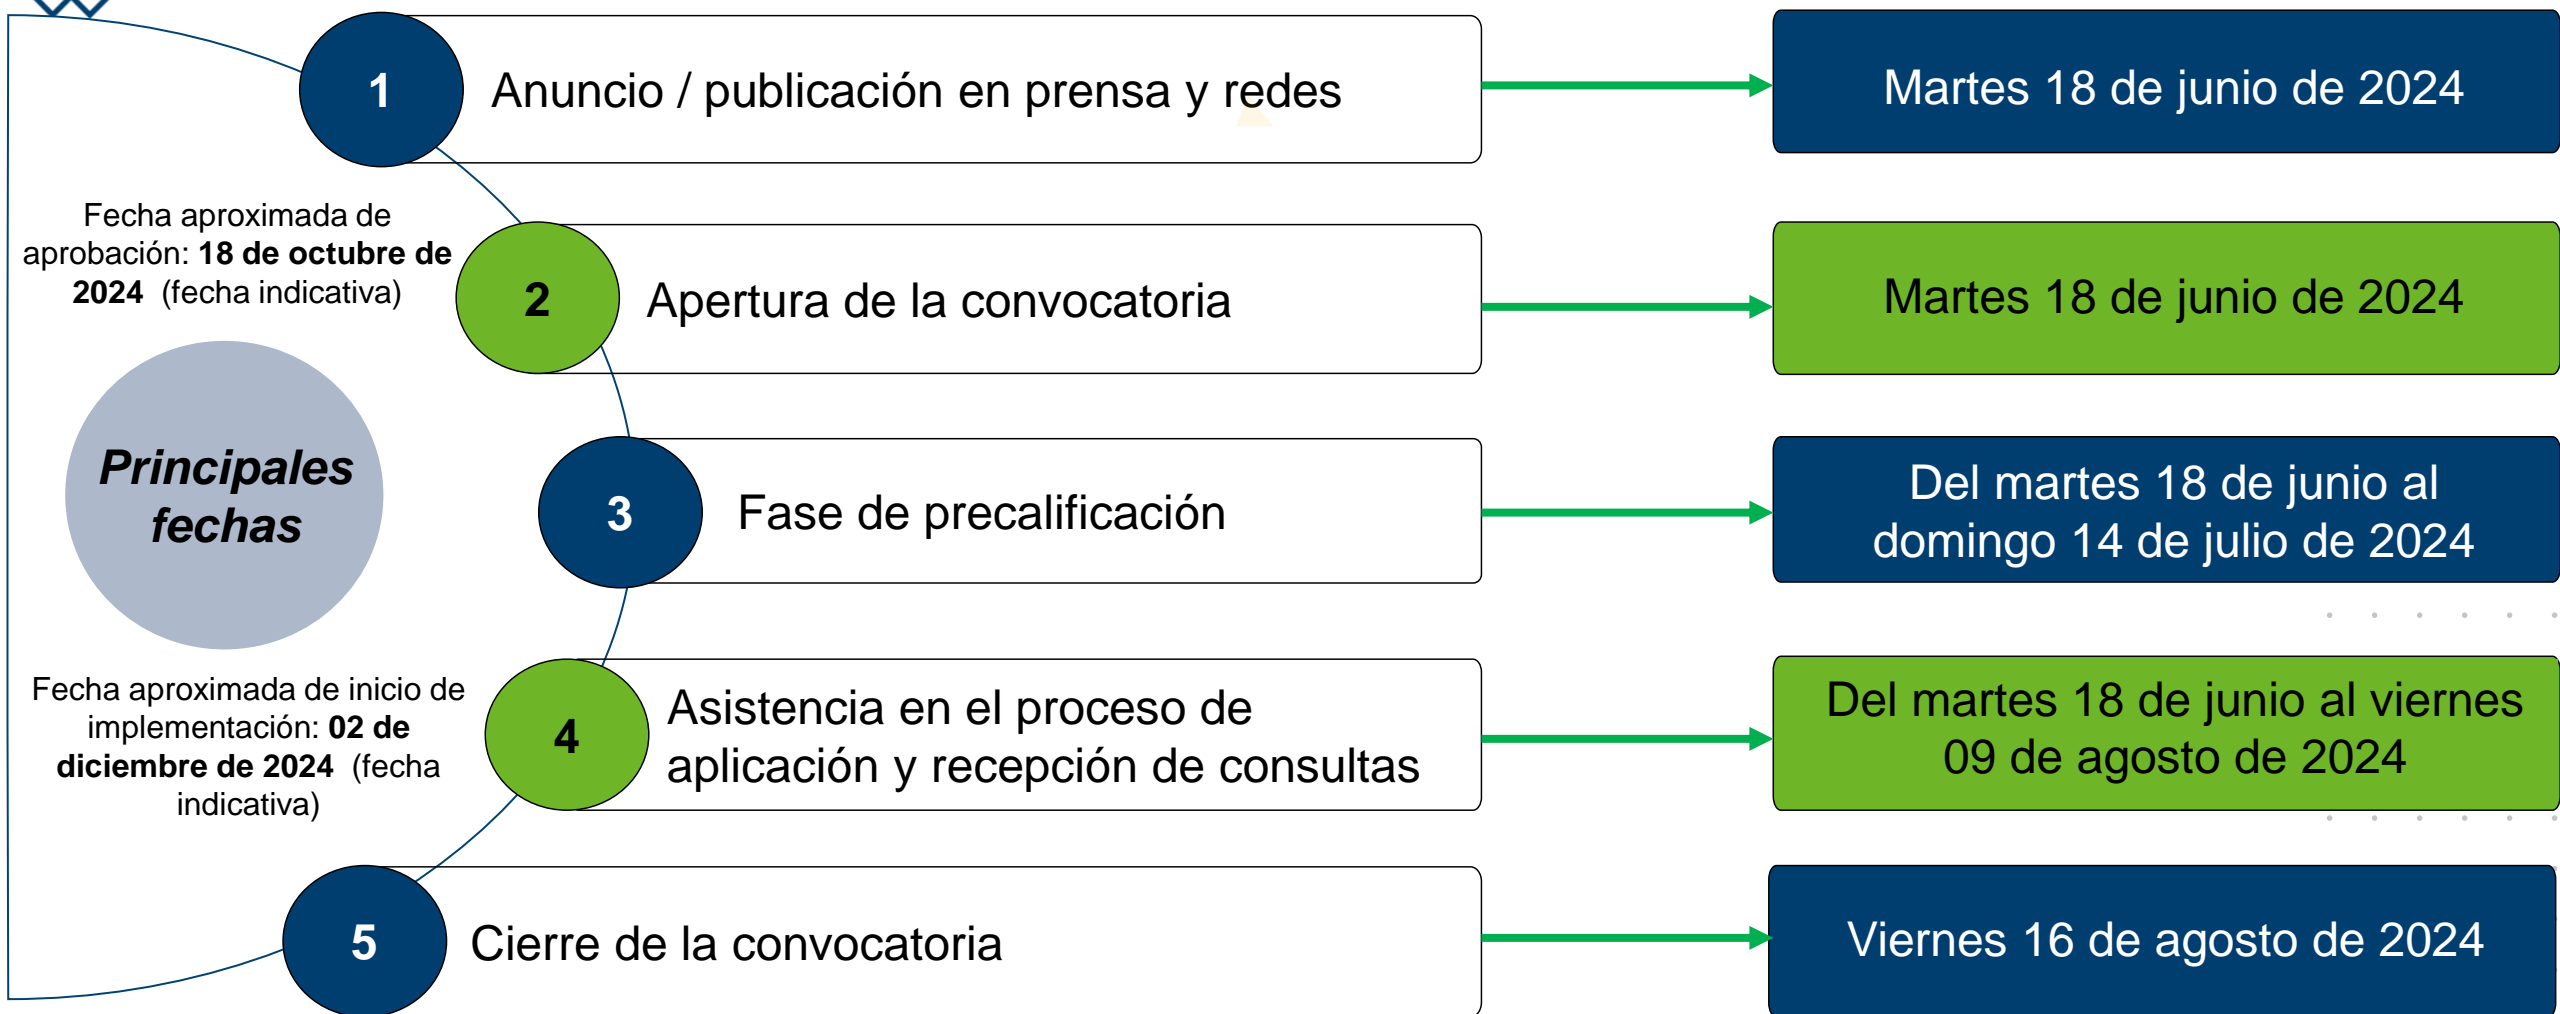 1
Anuncio / publicación en prensa y redes
Martes 18 de junio de 2024
Fecha aproximada de
aprobación: 18 de octubre de
2024 (fecha indicativa)
2
Apertura de la convocatoria
Martes 18 de junio de 2024
Principales
fechas
3
Fase de precalificación
Del martes 18 de junio al
domingo 14 de julio de 2024
Fecha aproximada de inicio de
implementación: 02 de
diciembre de 2024 (fecha
indicativa)
4
Asistencia en el proceso de
aplicación y recepción de consultas
Del martes 18 de junio al viernes
09 de agosto de 2024
5
Cierre de la convocatoria
Viernes 16 de agosto de 2024